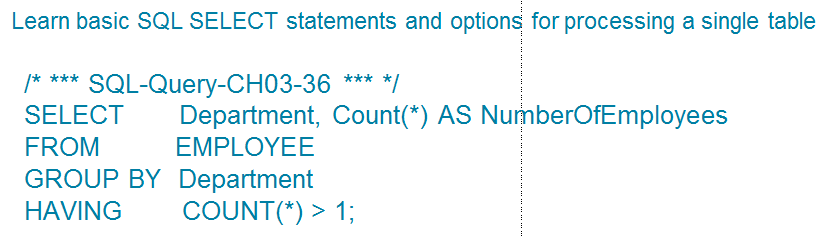 Learn basic SQL SELECT statements and options for processing a single table
/* *** SQL-Query-CH03-36 *** */
SELECT Department, Count(*) AS NumberOfEmployees
FROM EMPLOYEE
GROUP BY Department
HAVING COUNT(*) > 1;